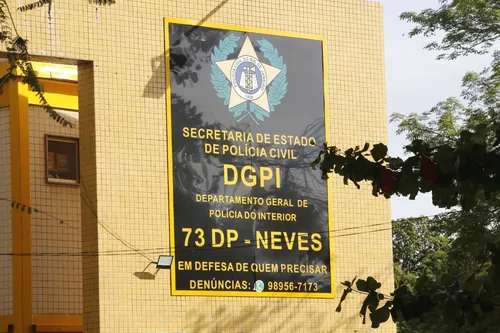 SECRETARIA DE ESTADO
DE POLÍCIA CIVIL
DGPI
DEPARTAMENTO GERAL DE
POLÍCIA DO INTERIOR
73 DP - NEVES
EM DEFESA DE QUEM PRECISAR
DENÚNCIAS: 98956-7173